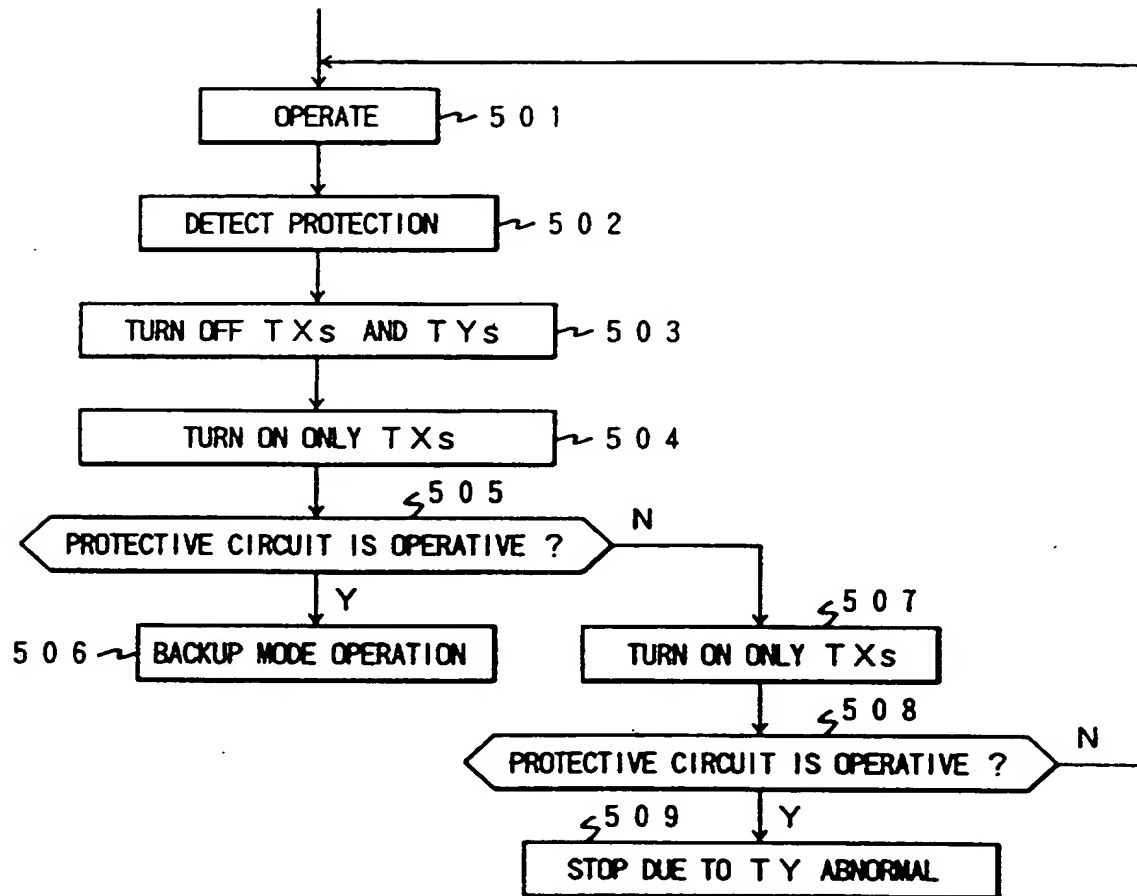 OPERATE 501
DETECT PROTECTION 502
TURN OFF TXs AND TYs 503
TURN ON ONLY TXs 504
505
PROTECTIVE CIRCUIT IS OPERATIVE ? N
Y
506 BACKUP MODE OPERATION
507
TURN ON ONLY TXs
508
PROTECTIVE CIRCUIT IS OPERATIVE ? N
Y
509
STOP DUE TO TY ABNORMAL